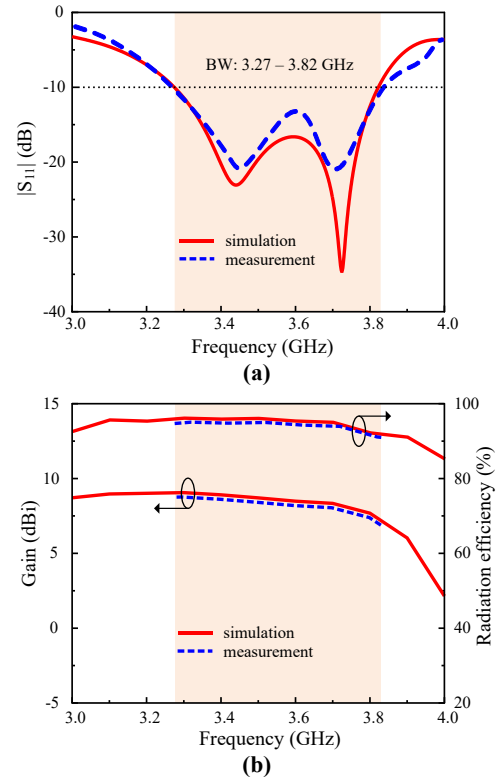 0
-10
-20
-30
-40
|S11| (dB)
BW: 3.27 – 3.82 GHz
simulation
measurement
3.0 3.2 3.4 3.6 3.8 4.0
Frequency (GHz)
(a)
15
10
5
0
-5
Gain (dBi)
100
80
60
40
20
Radiation efficiency (%)
simulation
measurement
3.0 3.2 3.4 3.6 3.8 4.0
Frequency (GHz)
(b)